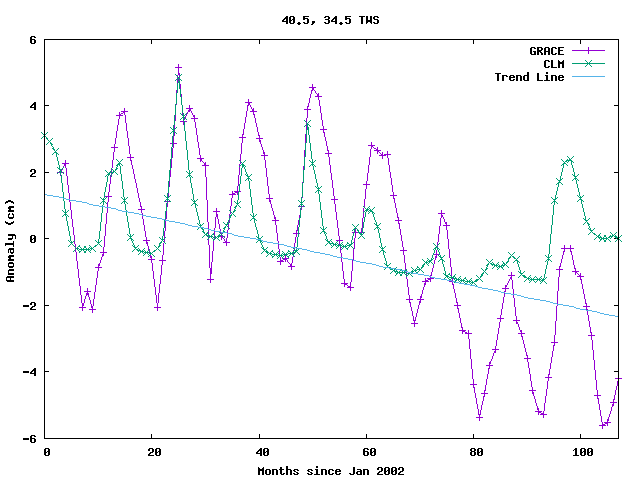 40.5, 34.5 TWS
GRACE
CLM
Trend Line
6
4
2
0
-2
-4
-6
Anomaly (cm)
0 20 40 60 80 100
Months since Jan 2002